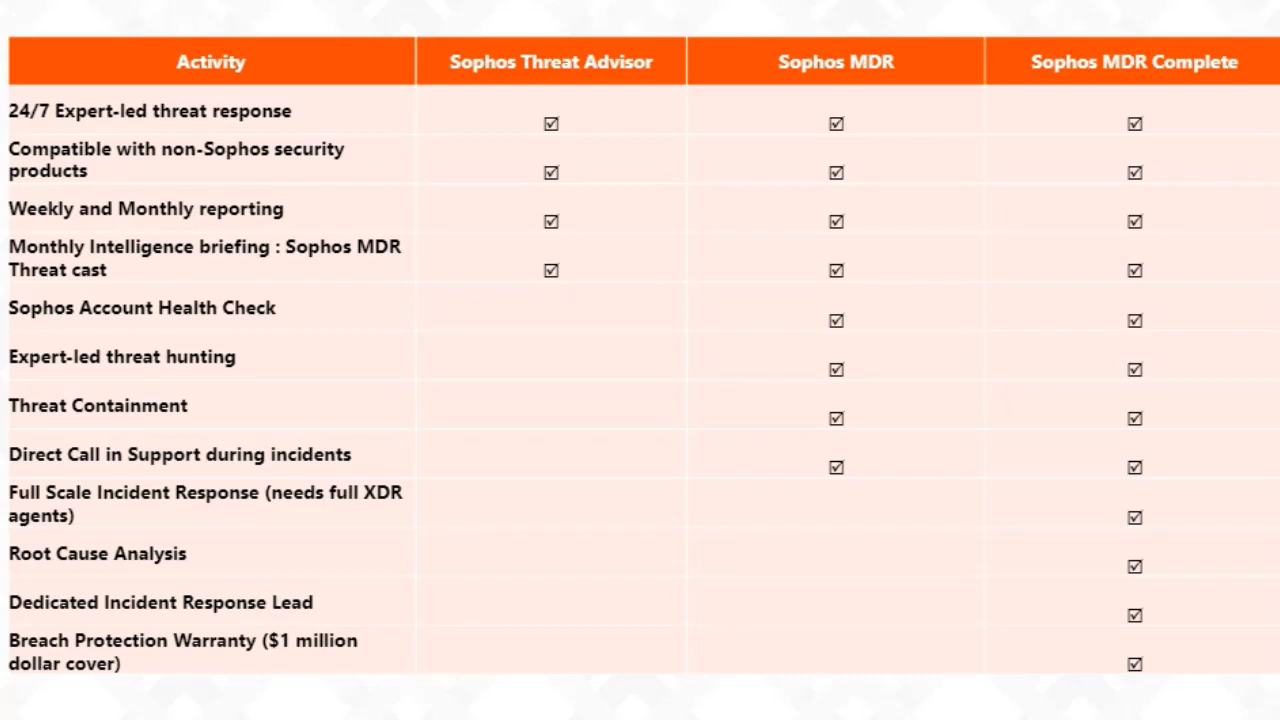 Activity Sophos Threat Advisor Sophos MDR Sophos MDR Complete
24/7 Expert-led threat response ☑ ☑ ☑
Compatible with non-Sophos security
products ☑ ☑ ☑
Weekly and Monthly reporting ☑ ☑ ☑
Monthly Intelligence briefing : Sophos MDR
Threat cast ☑ ☑ ☑
Sophos Account Health Check ☑ ☑
Expert-led threat hunting ☑ ☑
Threat Containment ☑ ☑
Direct Call in Support during incidents ☑ ☑
Full Scale Incident Response (needs full XDR
agents) ☑
Root Cause Analysis ☑
Dedicated Incident Response Lead ☑
Breach Protection Warranty ($1 million
dollar cover) ☑